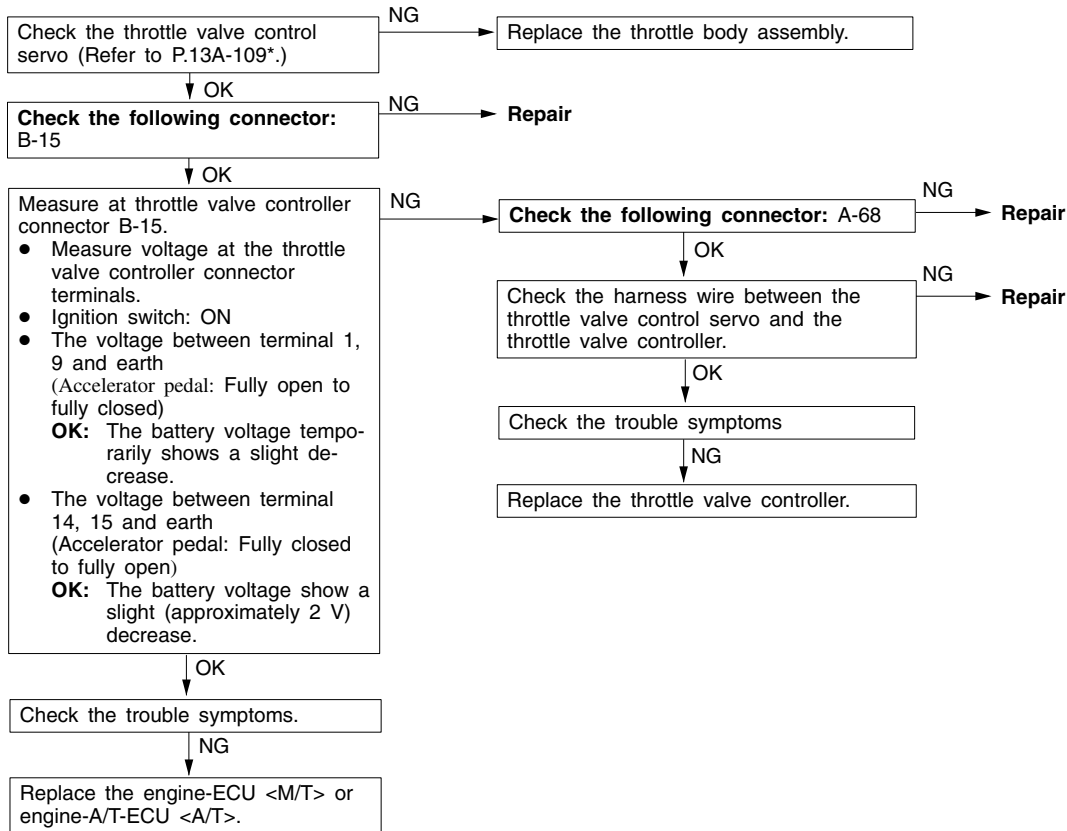 Check the throttle valve control
servo (Refer to P.13A-109*.)
NG
Replace the throttle body assembly.
OK
Check the following connector:
B-15
NG
Repair
OK
Measure at throttle valve controller
connector B-15.
● Measure voltage at the throttle
valve controller connector
terminals.
● Ignition switch: ON
● The voltage between terminal 1,
9 and earth
(Accelerator pedal: Fully open to
fully closed)
OK: The battery voltage tempo-
rarily shows a slight de-
crease.
● The voltage between terminal
14, 15 and earth
(Accelerator pedal: Fully closed
to fully open)
OK: The battery voltage show a
slight (approximately 2 V)
decrease.
NG
Check the following connector: A-68
NG
Repair
OK
Check the harness wire between the
throttle valve control servo and the
throttle valve controller.
NG
Repair
OK
Check the trouble symptoms
NG
Replace the throttle valve controller.
OK
Check the trouble symptoms.
NG
Replace the engine-ECU <M/T> or
engine-A/T-ECU <A/T>.